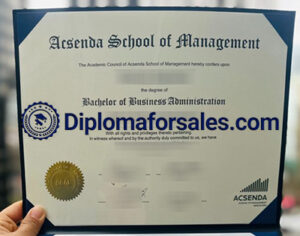 Acsenda School of Management
The Academic Council of Acsenda School of Management hereby confers upon
the degree of
Bachelor of Business Administration
Diplomaforsales.com
With all rights and privileges thereto pertaining.
In witness whereof and by the authority duly committed to us, we have
ACSENDA